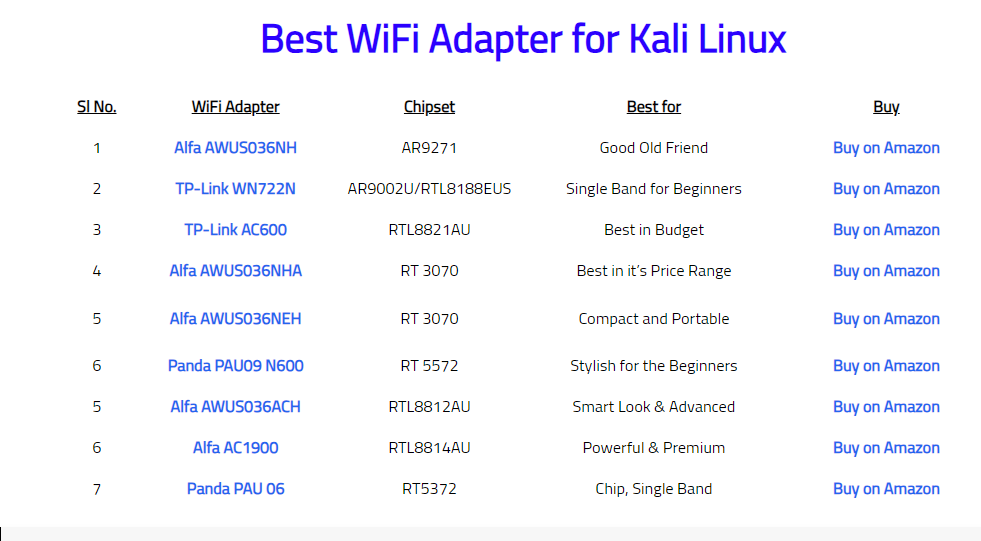 Best WiFi Adapter for Kali Linux
Sl No. WiFi Adapter Chipset Best for Buy
1 Alfa AWUS036NH AR9271 Good Old Friend Buy on Amazon
2 TP-Link WN722N AR9002U/RTL8188EUS Single Band for Beginners Buy on Amazon
3 TP-Link AC600 RTL8821AU Best in Budget Buy on Amazon
4 Alfa AWUS036NHA RT 3070 Best in it’s Price Range Buy on Amazon
5 Alfa AWUS036NEH RT 3070 Compact and Portable Buy on Amazon
6 Panda PAU09 N600 RT 5572 Stylish for the Beginners Buy on Amazon
5 Alfa AWUS036ACH RTL8812AU Smart Look & Advanced Buy on Amazon
6 Alfa AC1900 RTL8814AU Powerful & Premium Buy on Amazon
7 Panda PAU 06 RT5372 Chip, Single Band Buy on Amazon